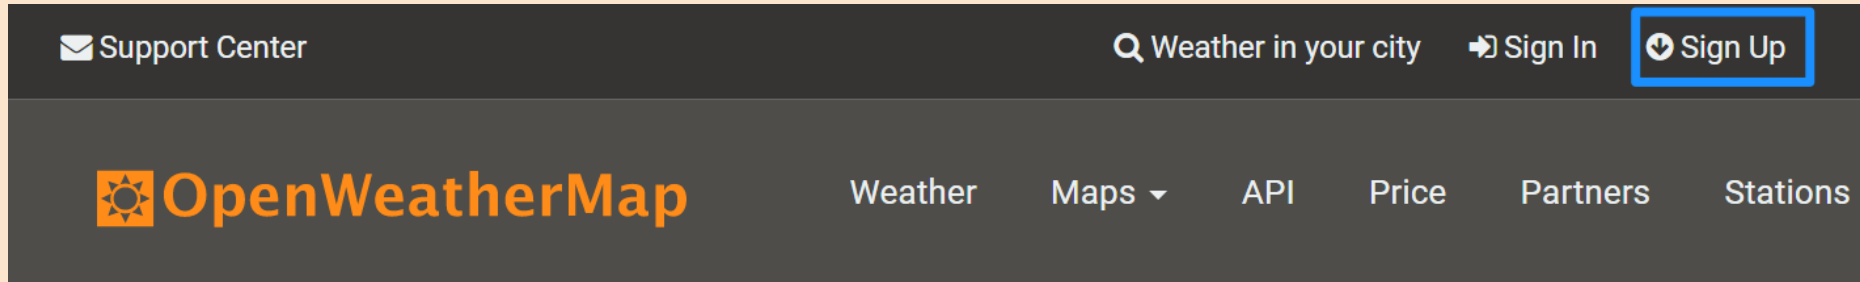 Support Center Weather in your city Sign In Sign Up
OpenWeatherMap Weather Maps API Price Partners Stations